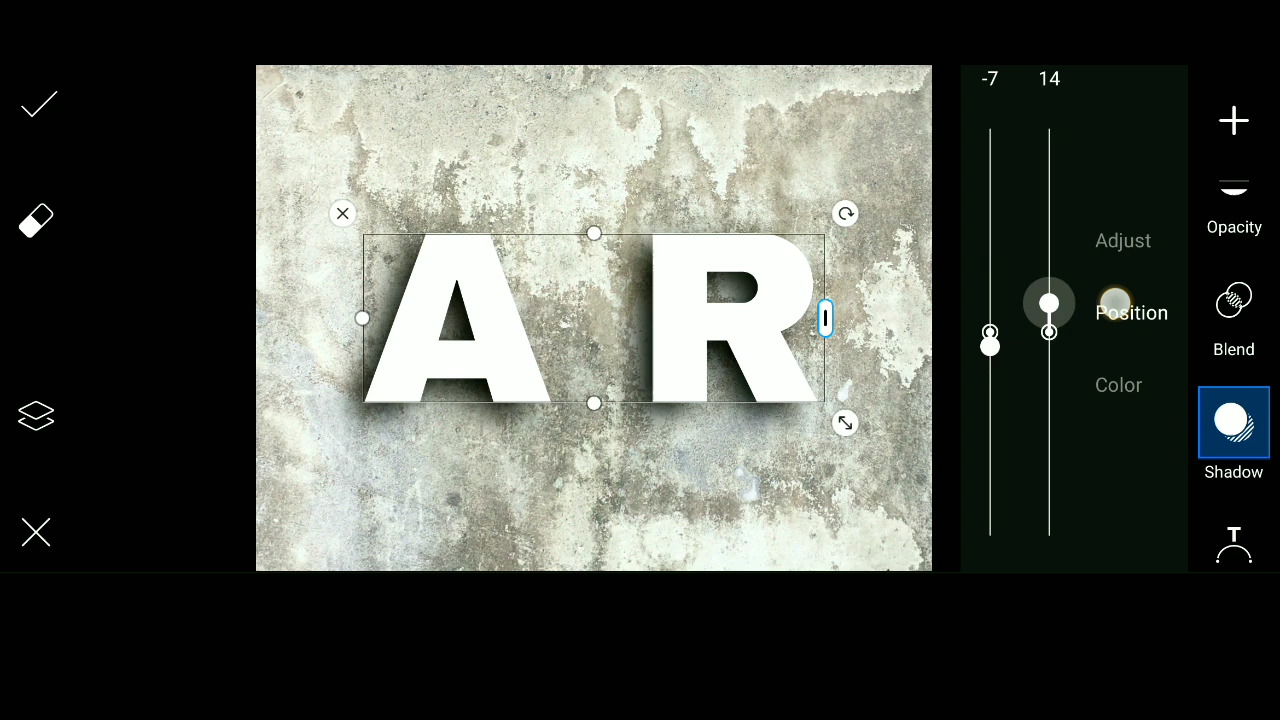 -7 14
Opacity
Adjust
A R
Position
Blend
Color
Shadow
T